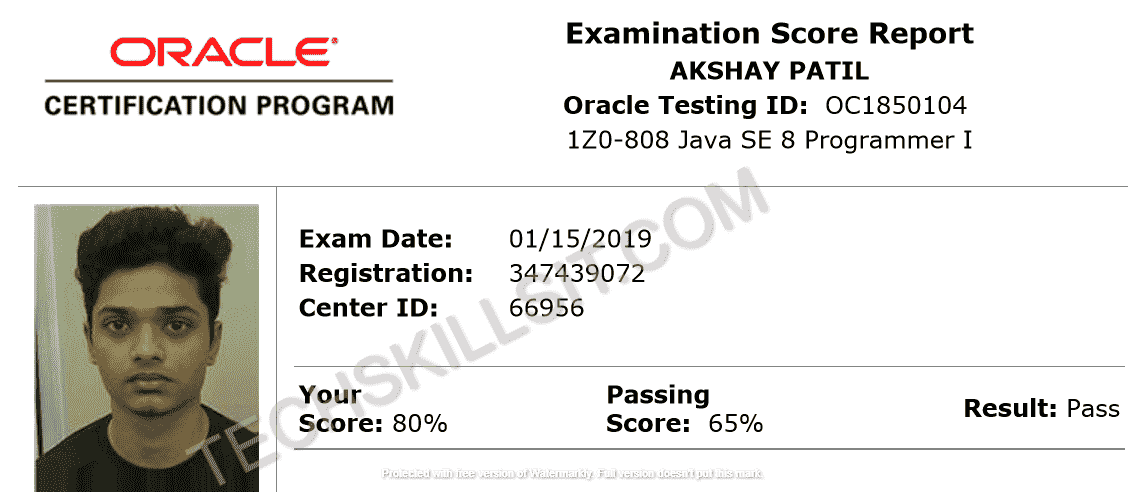 ORACLE
CERTIFICATION PROGRAM
Examination Score Report
AKSHAY PATIL
Oracle Testing ID: OC1850104
1Z0-808 Java SE 8 Programmer I
Exam Date: 01/15/2019
Registration: 347439072
Center ID: 66956
Your Score: 80%
Passing Score: 65%
Result: Pass
TECHSKILLSIT.COM
Protected with free version of Watermarkly. Full version doesn't put this mark.